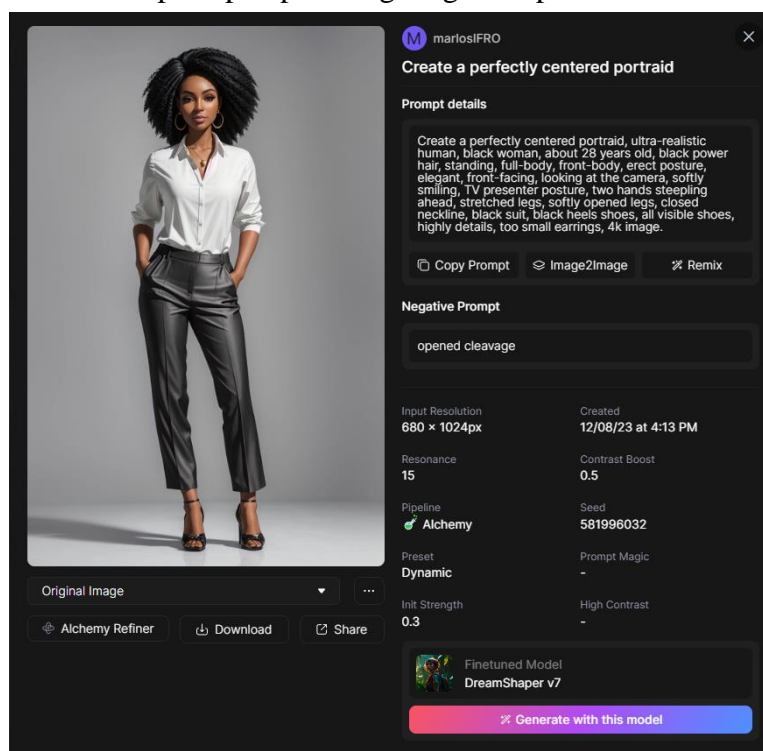 M marlosIFRO
Create a perfectly centered portraid
Prompt details
Create a perfectly centered portraid, ultra-realistic
human, black woman, about 28 years old, black power
hair, standing, full-body, front-body, erect posture,
elegant, front-facing, looking at the camera, softly
smiling, TV presenter posture, two hands steepling
ahead, stretched legs, softly opened legs, closed
neckline, black suit, black heels shoes, all visible shoes,
highly details, too small earrings, 4k image.
Copy Prompt Image2Image Remix
Negative Prompt
opened cleavage
Input Resolution Created
680 × 1024px 12/08/23 at 4:13 PM
Resonance Contrast Boost
15 0.5
Pipeline Seed
Alchemy 581996032
Preset Prompt Magic
Dynamic -
Init Strength High Contrast
0.3 -
Finetuned Model
DreamShaper v7
Generate with this model
Original Image
Alchemy Refiner Download Share